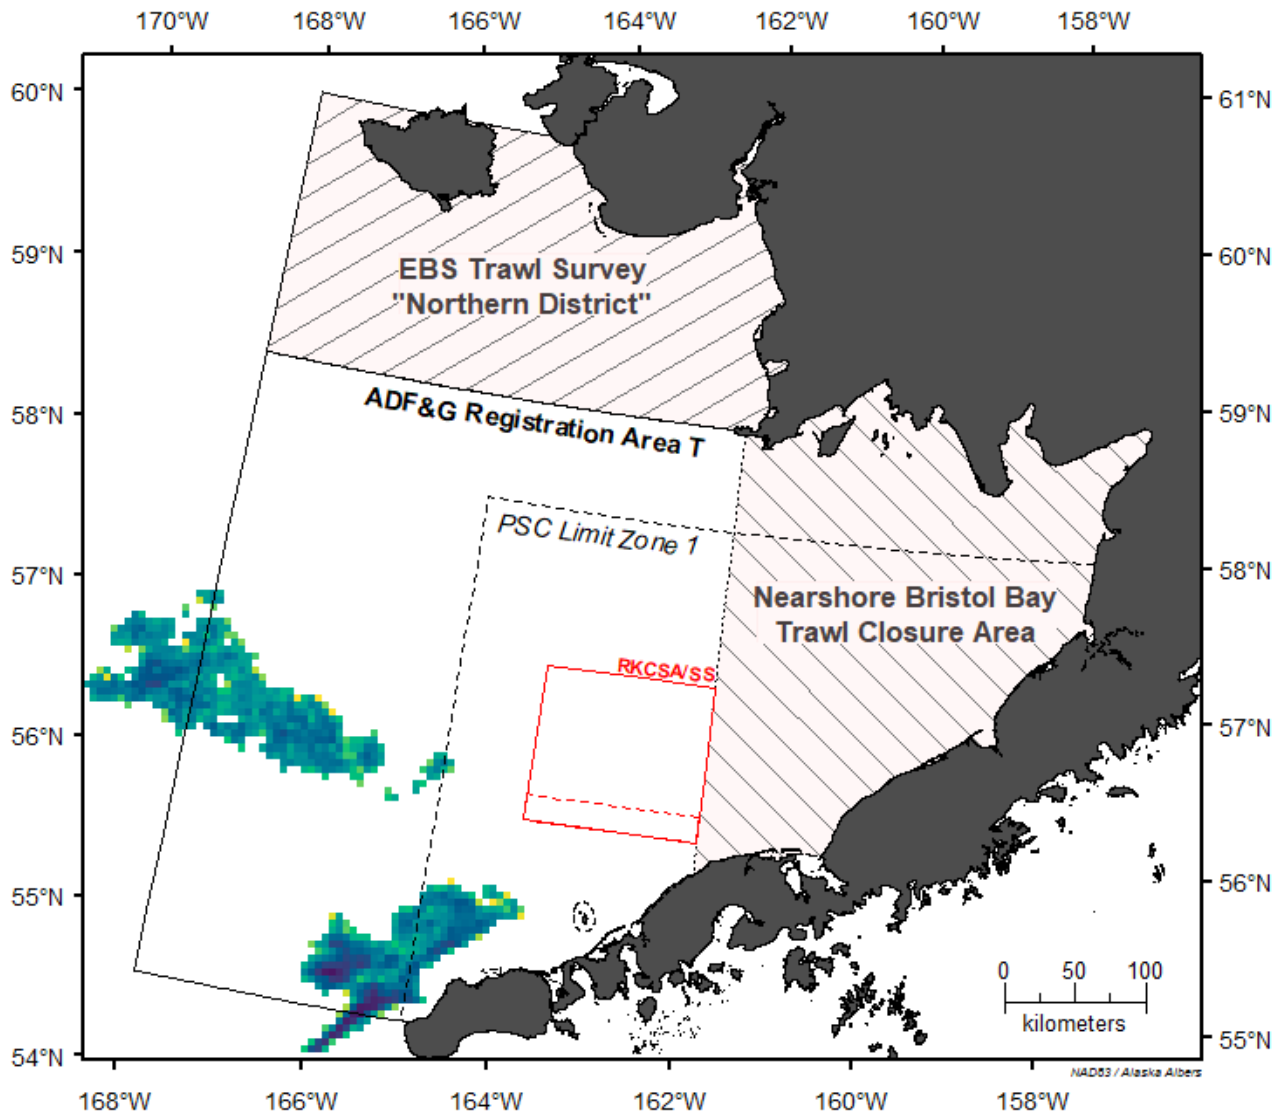 170°W 168°W 166°W 164°W 162°W 160°W 158°W
60°N
61°N
EBS Trawl Survey
"Northern District"
59°N
60°N
58°N
59°N
ADF&G Registration Area T
PSC Limit Zone 1
57°N
58°N
Nearshore Bristol Bay
Trawl Closure Area
RKCSA/SS
56°N
57°N
55°N
56°N
0 50 100
kilometers
54°N
55°N
NAD83 / Alaska Albers
168°W 166°W 164°W 162°W 160°W 158°W